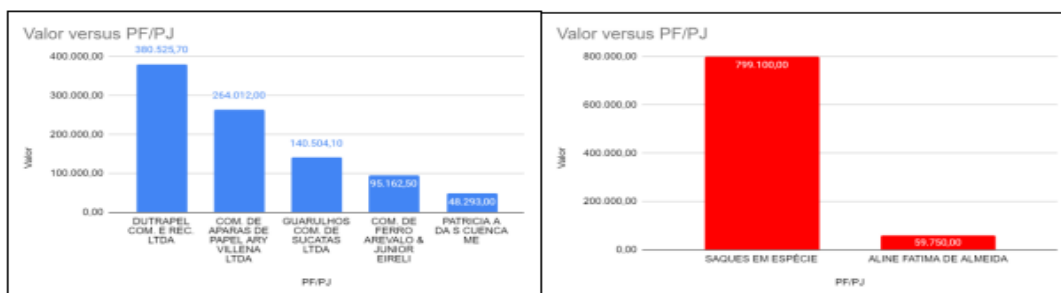 Valor versus PF/PJ
380.525,70
400.000,00
300.000,00
264.012,00
200.000,00
140.504,10
100.000,00
95.162,50
48.293,00
0,00
Valor
DUTRAPEL
COM. E REC.
LTDA
COM. DE
APARAS DE
PAPEL ARY
VILLENA
LTDA
GUARULHOS
COM. DE
SUCATAS
LTDA
COM. DE
FERRO
AREVALO &
JUNIOR
EIRELI
PATRICIA A
DA S CUENCA
ME
PF/PJ
Valor versus PF/PJ
800.000,00
799.100,00
600.000,00
400.000,00
200.000,00
59.750,00
0,00
Valor
SAQUES EM ESPÉCIE
ALINE FATIMA DE ALMEIDA
PF/PJ